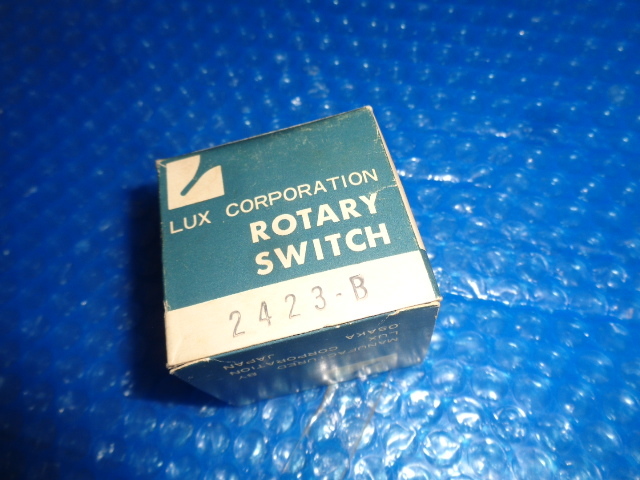 LUX CORPORATION
ROTARY
SWITCH
2423-B
MANUFACTURED BY
LUX CORPORATION
OSAKA JAPAN